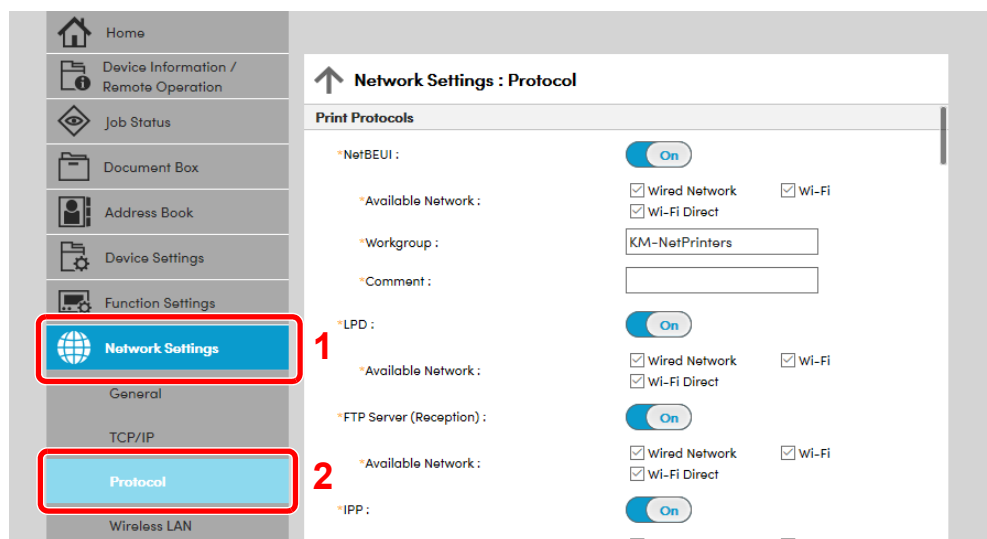 Home
Device Information /
Remote Operation
Job Status
Document Box
Address Book
Device Settings
Function Settings
Network Settings
1
General
TCP/IP
Protocol
2
Wireless LAN
Network Settings : Protocol
Print Protocols
*NetBEUI :
On
*Available Network :
Wired Network
Wi-Fi
Wi-Fi Direct
*Workgroup :
KM-NetPrinters
*Comment :
*LPD :
On
*Available Network :
Wired Network
Wi-Fi
Wi-Fi Direct
*FTP Server (Reception) :
On
*Available Network :
Wired Network
Wi-Fi
Wi-Fi Direct
*IPP :
On